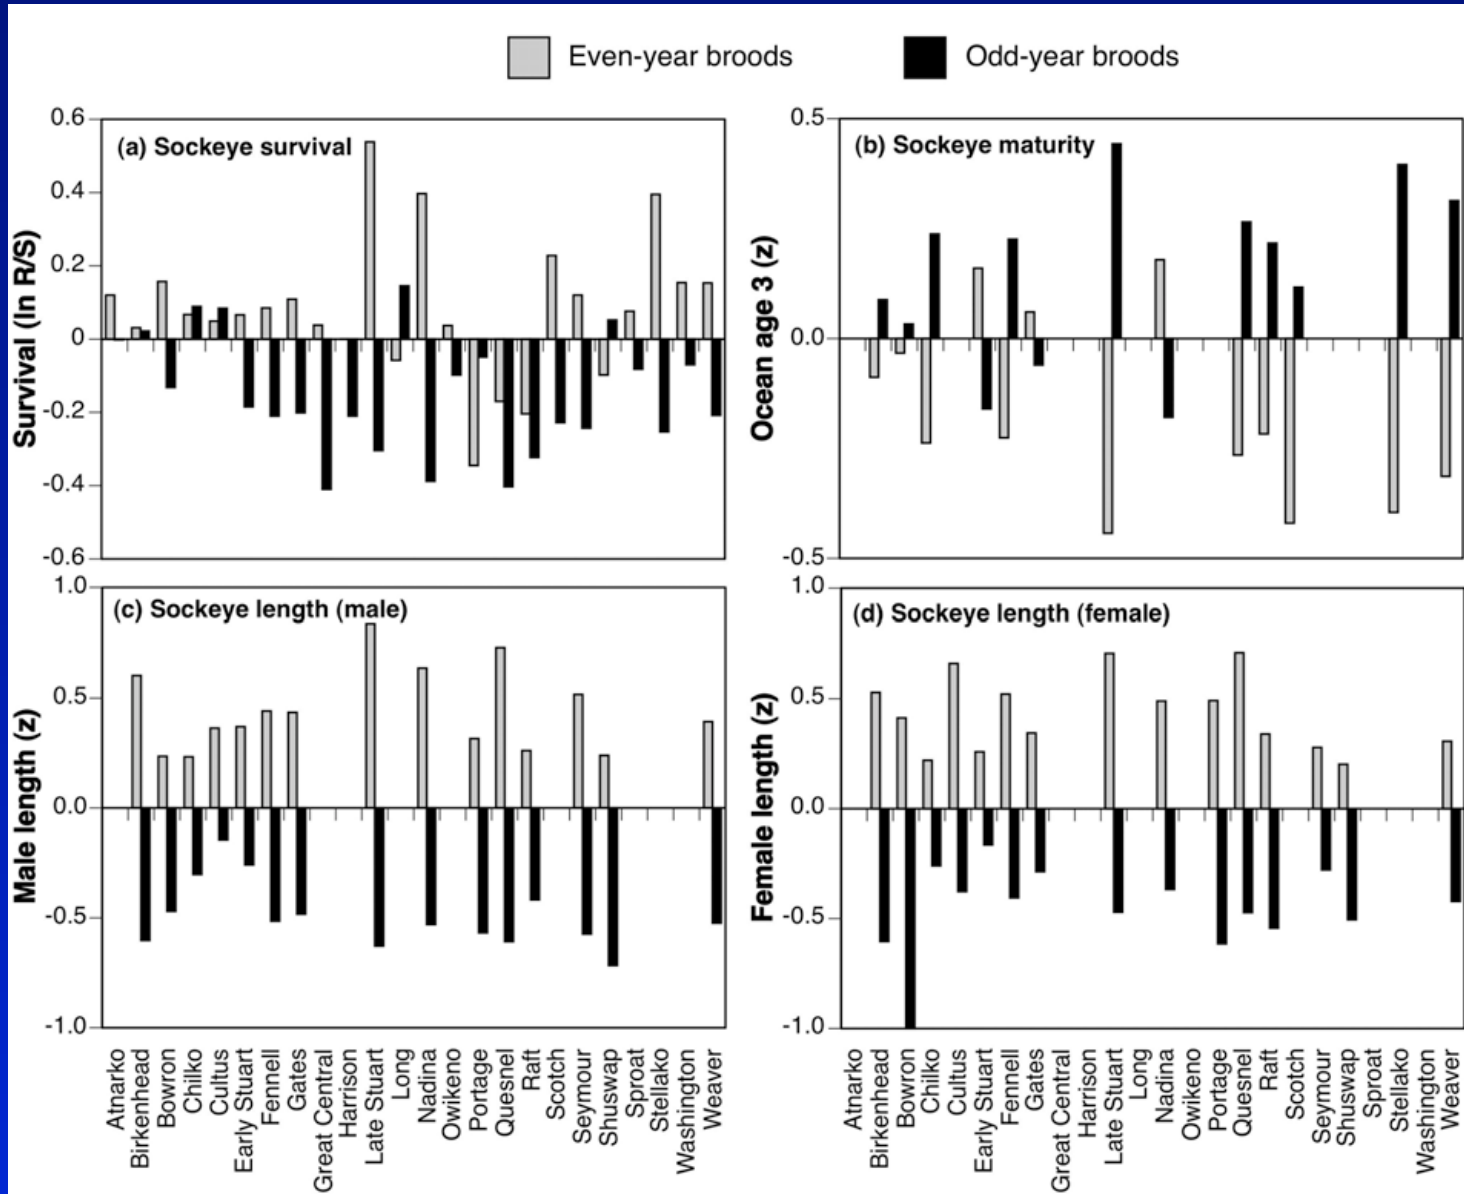 Even-year broods
Odd-year broods
(a) Sockeye survival
Survival (ln R/S)
0.6
0.4
0.2
0
-0.2
-0.4
-0.6
(b) Sockeye maturity
Ocean age 3 (z)
0.5
0.0
-0.5
(c) Sockeye length (male)
Male length (z)
1.0
0.5
0.0
-0.5
-1.0
(d) Sockeye length (female)
Female length (z)
1.0
0.5
0.0
-0.5
-1.0
Atnarko
Birkenhead
Bowron
Chilko
Cultus
Early Stuart
Fennell
Gates
Great Central
Harrison
Late Stuart
Long
Nadina
Owikeno
Portage
Quesnel
Raft
Scotch
Seymour
Shuswap
Sproat
Stellako
Washington
Weaver
Atnarko
Birkenhead
Bowron
Chilko
Cultus
Early Stuart
Fennell
Gates
Great Central
Harrison
Late Stuart
Long
Nadina
Owikeno
Portage
Quesnel
Raft
Scotch
Seymour
Shuswap
Sproat
Stellako
Washington
Weaver